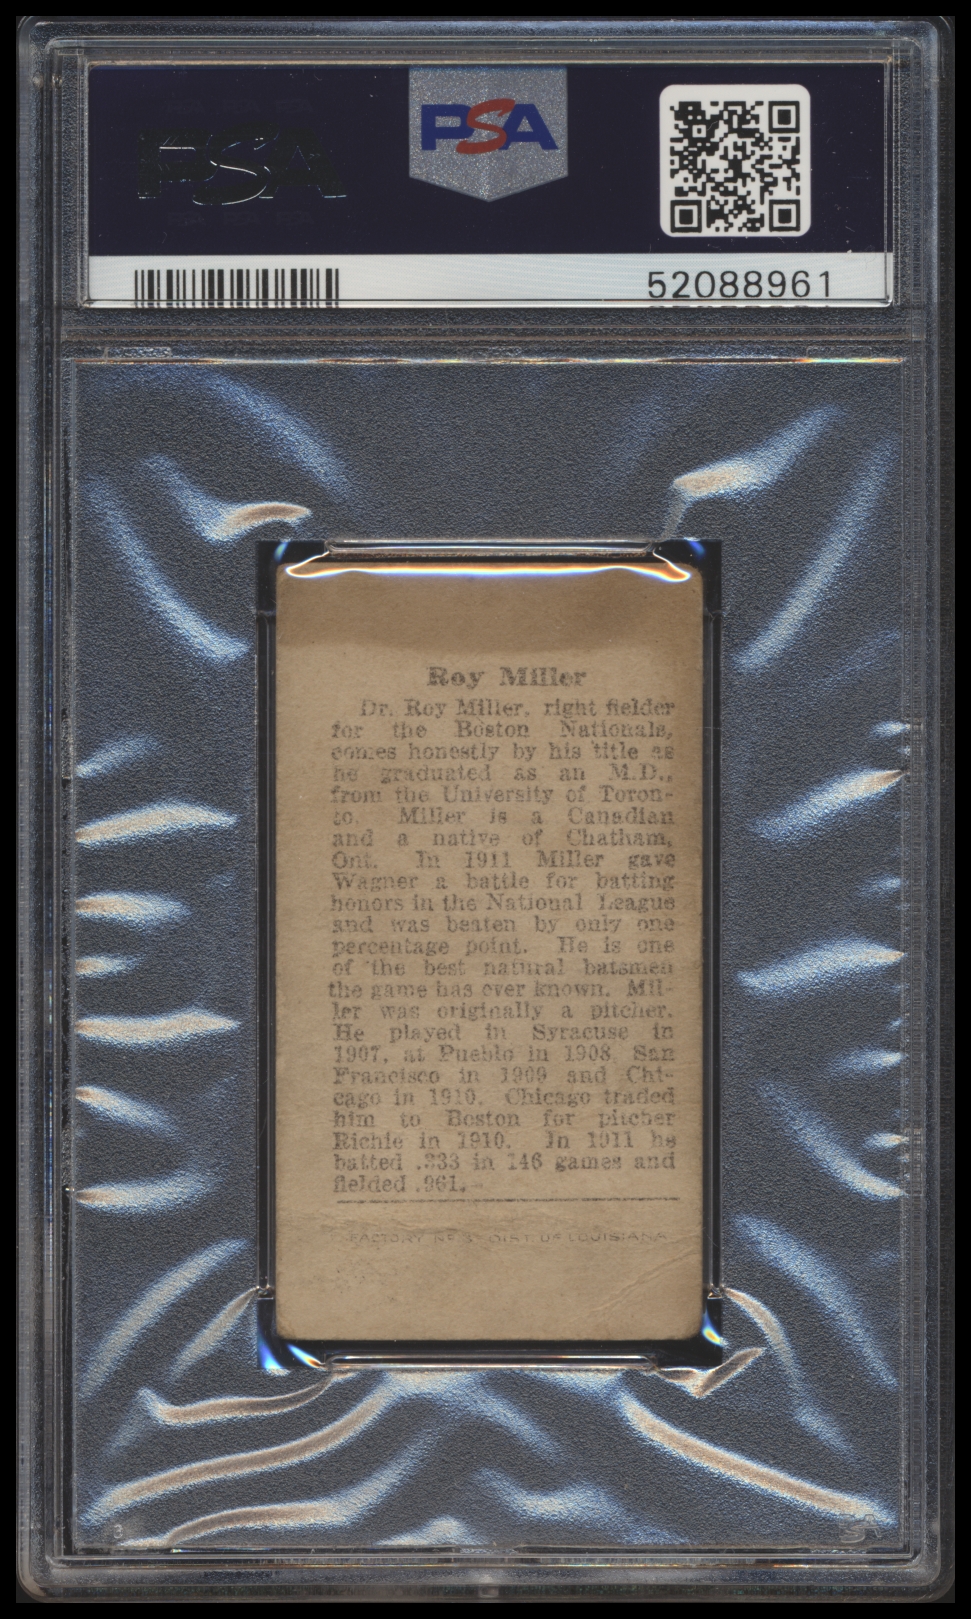 PSA
PSA
52088961
Roy Miller
Dr. Roy Miller, right fielder
for the Boston Nationals,
comes honestly by his title as
he graduated as an M.D.,
from the University of Toron-
to. Miller is a Canadian
and a native of Chatham,
Ont. In 1911 Miller gave
Wagner a battle for batting
honors in the National League
and was beaten by only one
percentage point. He is one
of the best natural batsmen
the game has ever known. Mil-
ler was originally a pitcher.
He played in Syracuse in
1907, at Pueblo in 1908, San
Francisco in 1909 and Chi-
cago in 1910. Chicago traded
him to Boston for pitcher
Richie in 1910. In 1911 he
batted .333 in 146 games and
fielded .961.
FACTORY DIST OF LOUISIANA
3
PSA